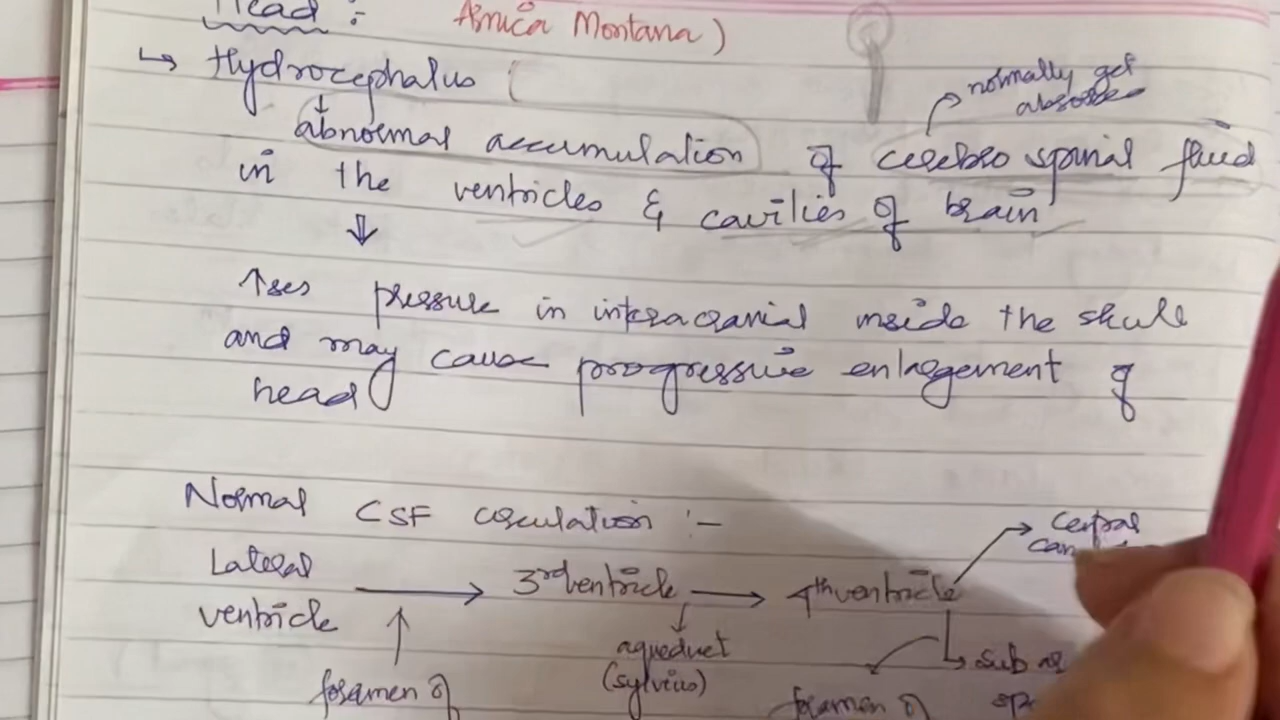 Head :- Arnica Montana )
↳ Hydrocephalus (
normally get
absorbs
abnormal accumulation of cerebro spinal fluid
in the ventricles & cavities of brain
↑ses pressure in intracranial inside the skull
and may cause progressive enlagement of
head
Normal CSF circulation :-
Central
Lateral → 3rd ventricle → 4th ventricle
ventricle
aqueduct
(sylvius)
sub
foramen of
foramen of